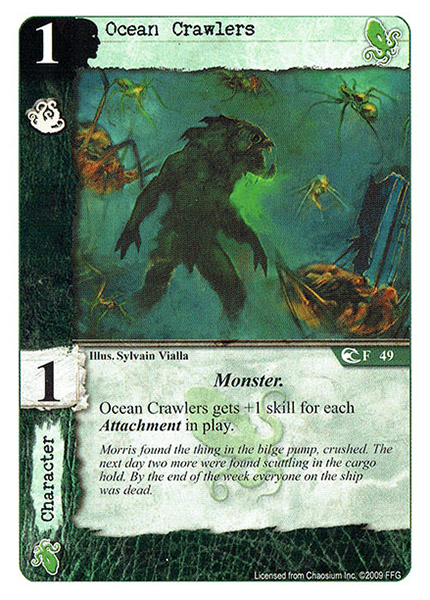 1
Ocean Crawlers
Illus. Sylvain Vialla
F 49
1
Monster.
Ocean Crawlers gets +1 skill for each
Attachment in play.
Morris found the thing in the bilge pump, crushed. The
next day two more were found scuttling in the cargo
hold. By the end of the week everyone on the ship
was dead.
Character
Licensed from Chaosium Inc. ©2009 FFG